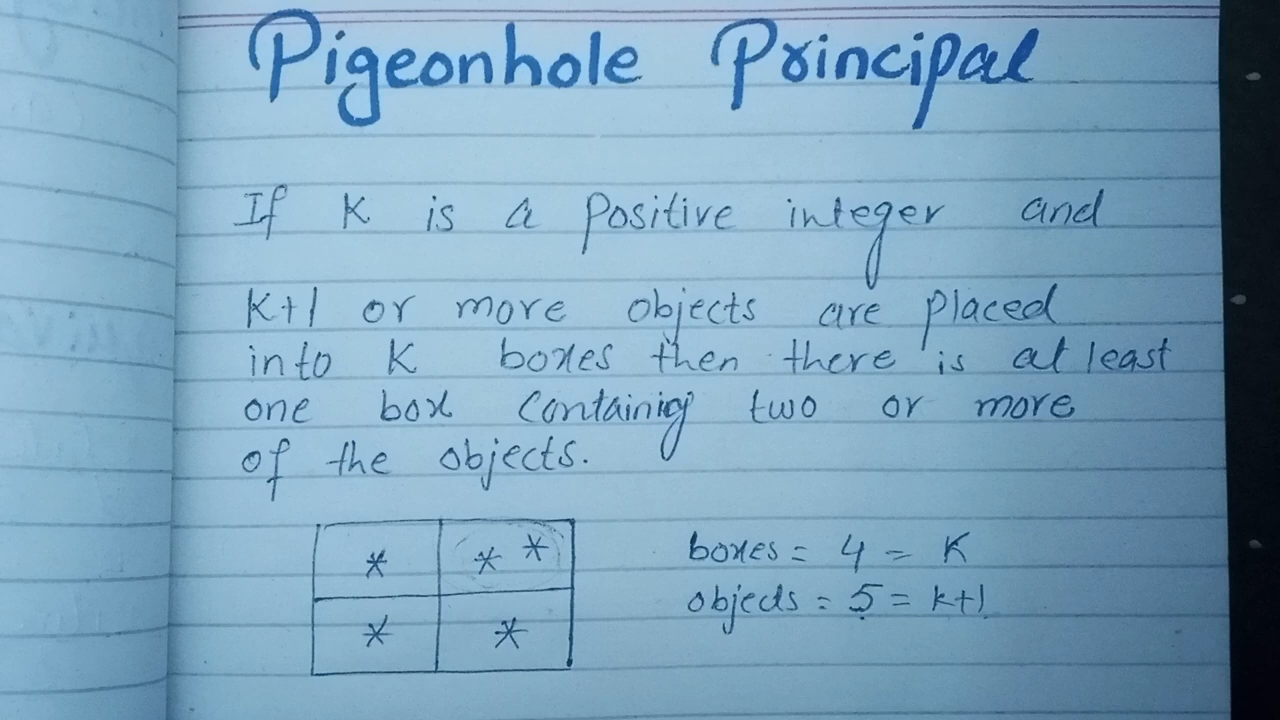 Pigeonhole Principal
If K is a positive integer and
K+1 or more objects are placed
into K boxes then there is at least
one box containing two or more
of the objects.
* * *
* *
boxes = 4 = K
objects = 5 = k+1